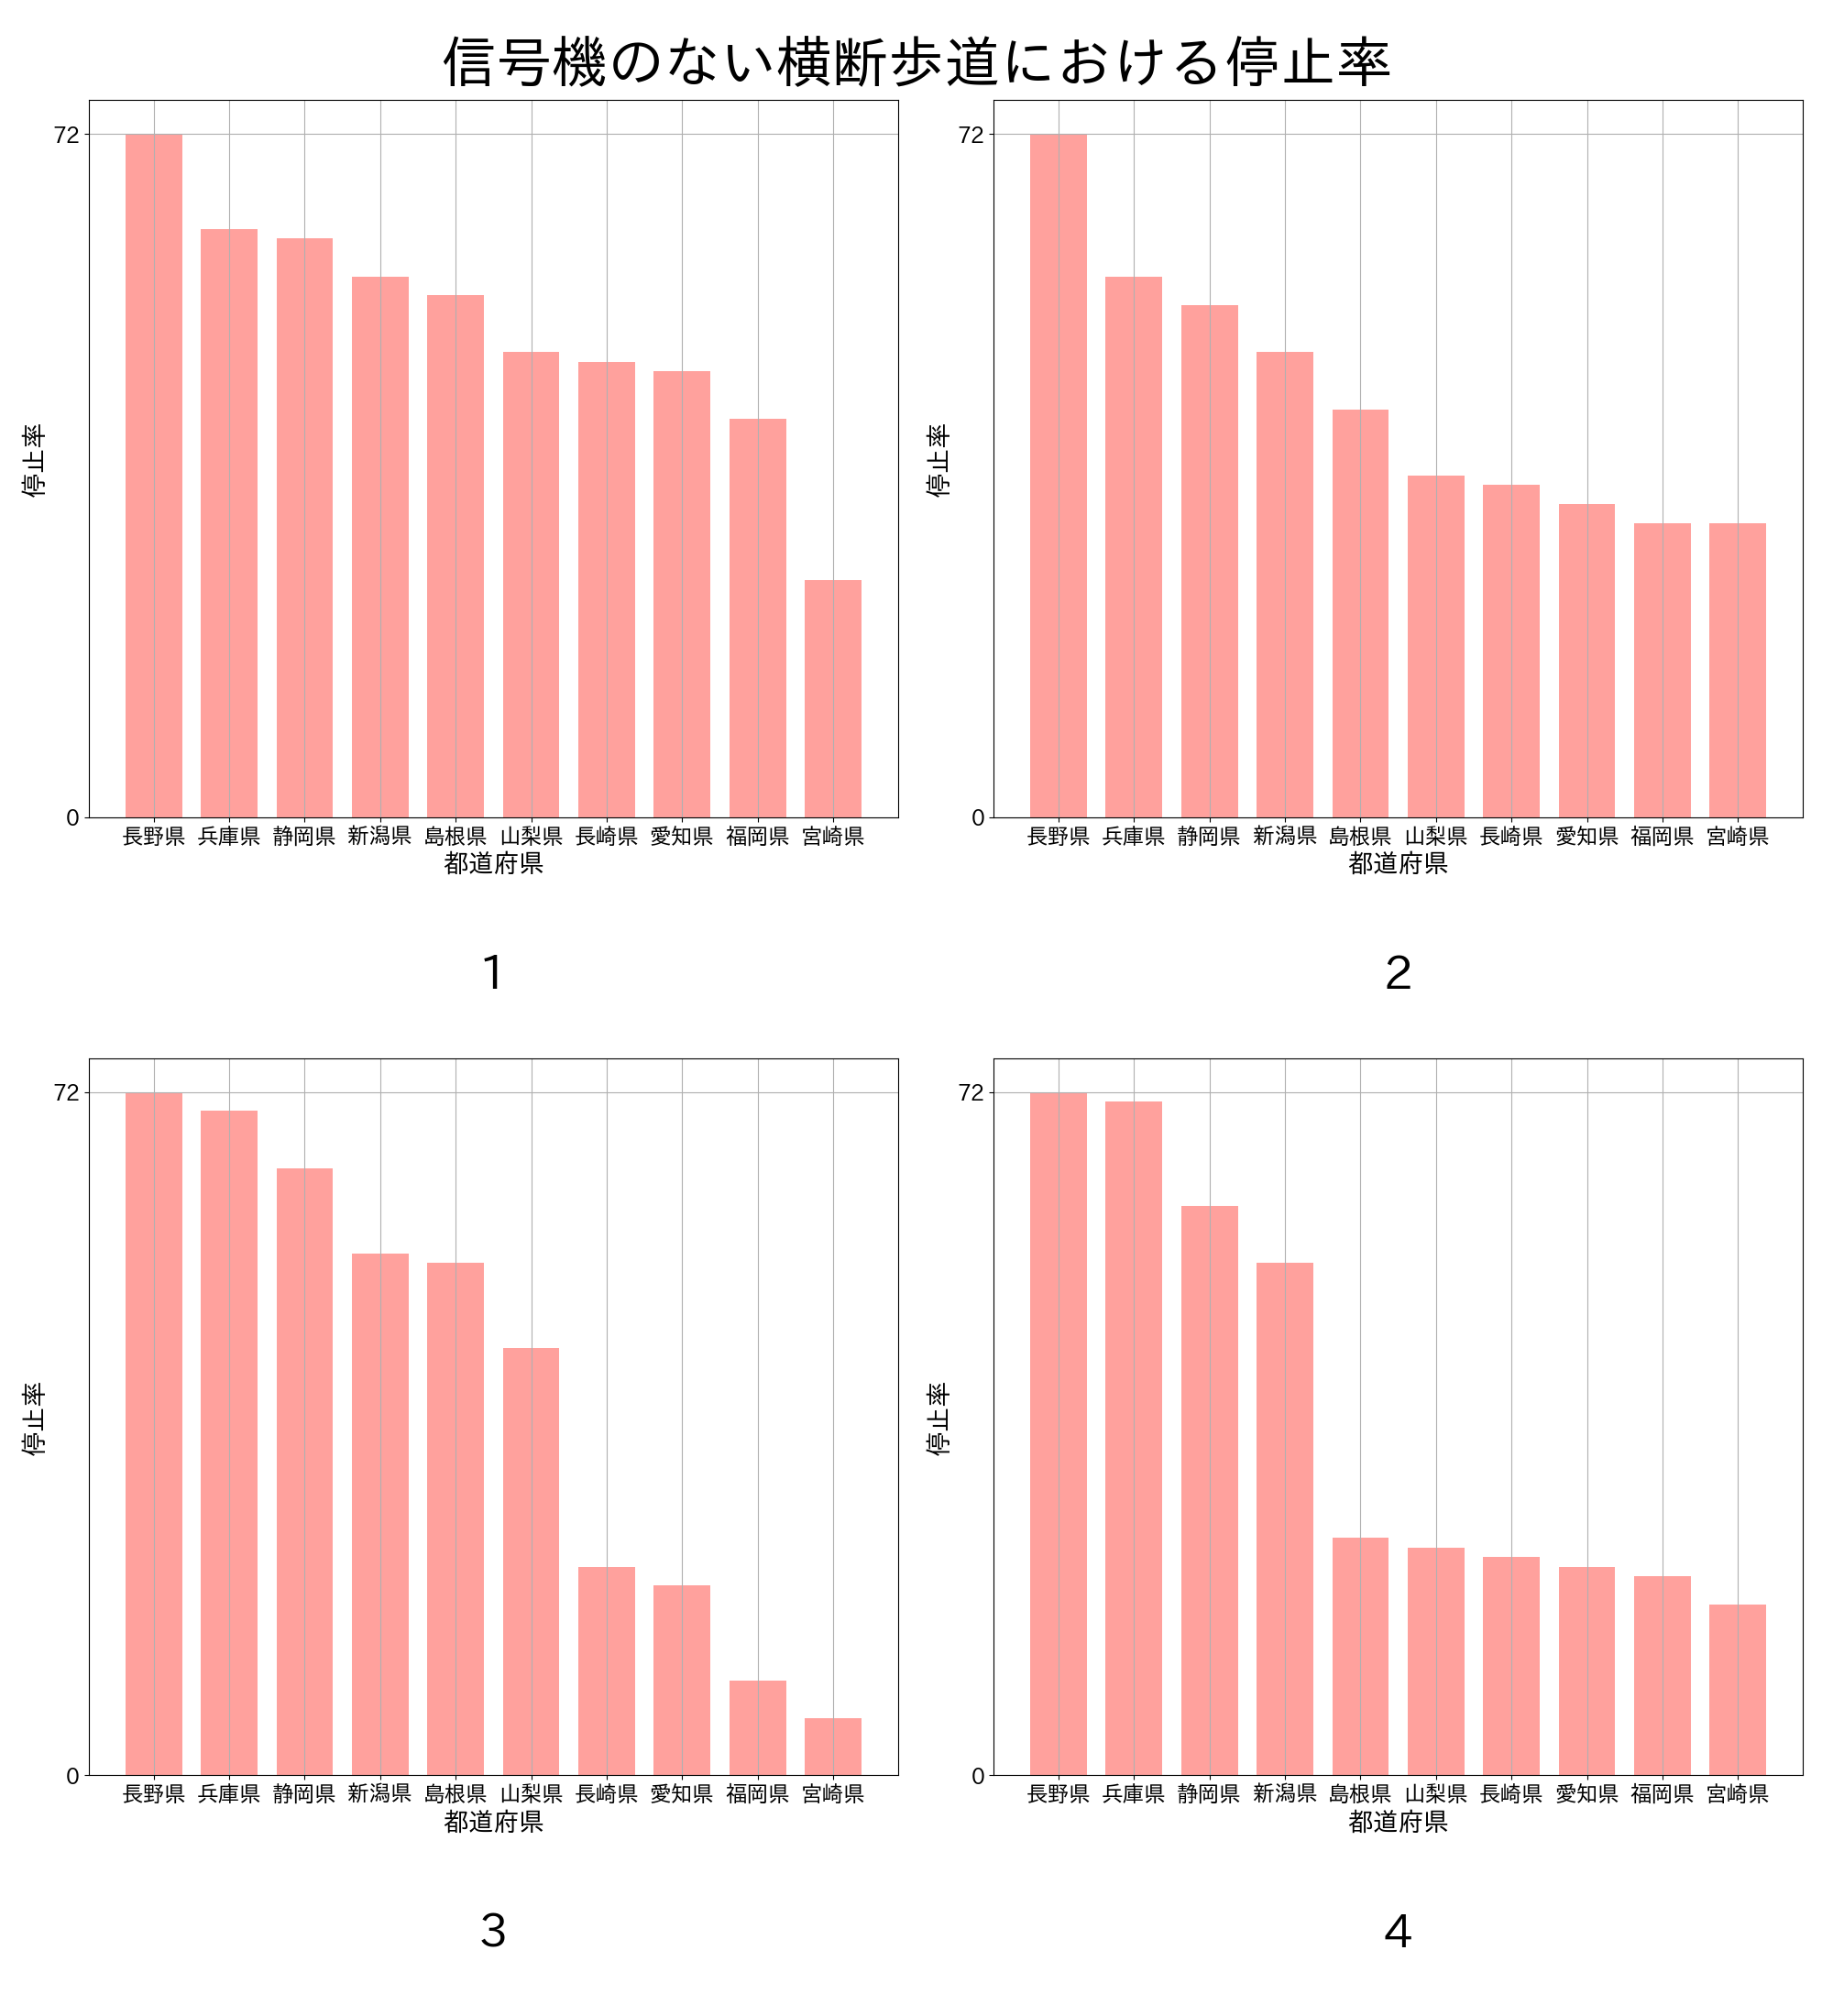 信号機のない横断歩道における停止率
72
0
停止率
長野県 兵庫県 静岡県 新潟県 島根県 山梨県 長崎県 愛知県 福岡県 宮崎県
都道府県
1
72
0
停止率
長野県 兵庫県 静岡県 新潟県 島根県 山梨県 長崎県 愛知県 福岡県 宮崎県
都道府県
2
72
0
停止率
長野県 兵庫県 静岡県 新潟県 島根県 山梨県 長崎県 愛知県 福岡県 宮崎県
都道府県
3
72
0
停止率
長野県 兵庫県 静岡県 新潟県 島根県 山梨県 長崎県 愛知県 福岡県 宮崎県
都道府県
4